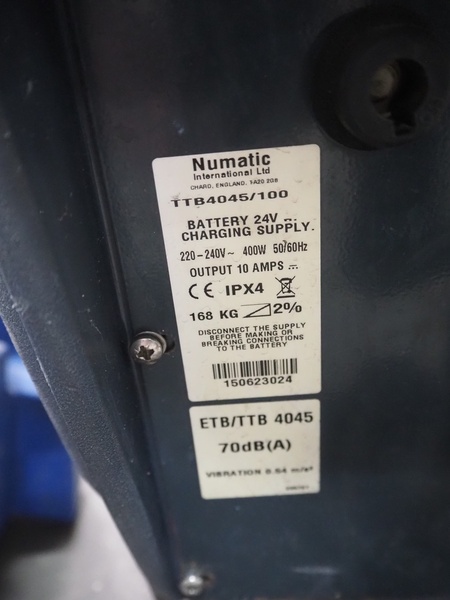 Numatic
International Ltd
CHARD, ENGLAND. TA20 2GB
TTB4045/100
BATTERY 24V
CHARGING SUPPLY.
220-240V~ 400W 50/60Hz
OUTPUT 10 AMPS
CE IPX4
168 KG 2%
DISCONNECT THE SUPPLY
BEFORE MAKING OR
BREAKING CONNECTIONS
TO THE BATTERY
150623024
ETB/TTB 4045
70dB(A)
VIBRATION 0.64 m/s²